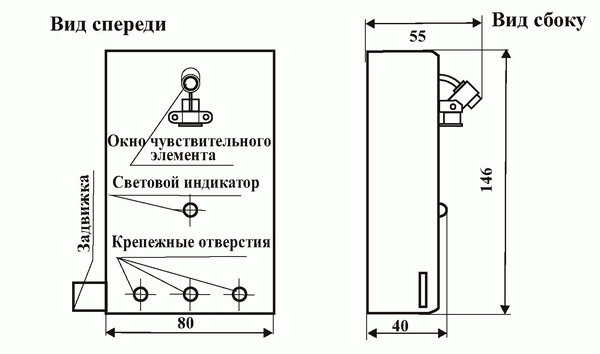 Вид спереди
Вид сбоку
55
Окно чувствительного
элемента
Световой индикатор
146
Задвижка
Крепежные отверстия
80
40